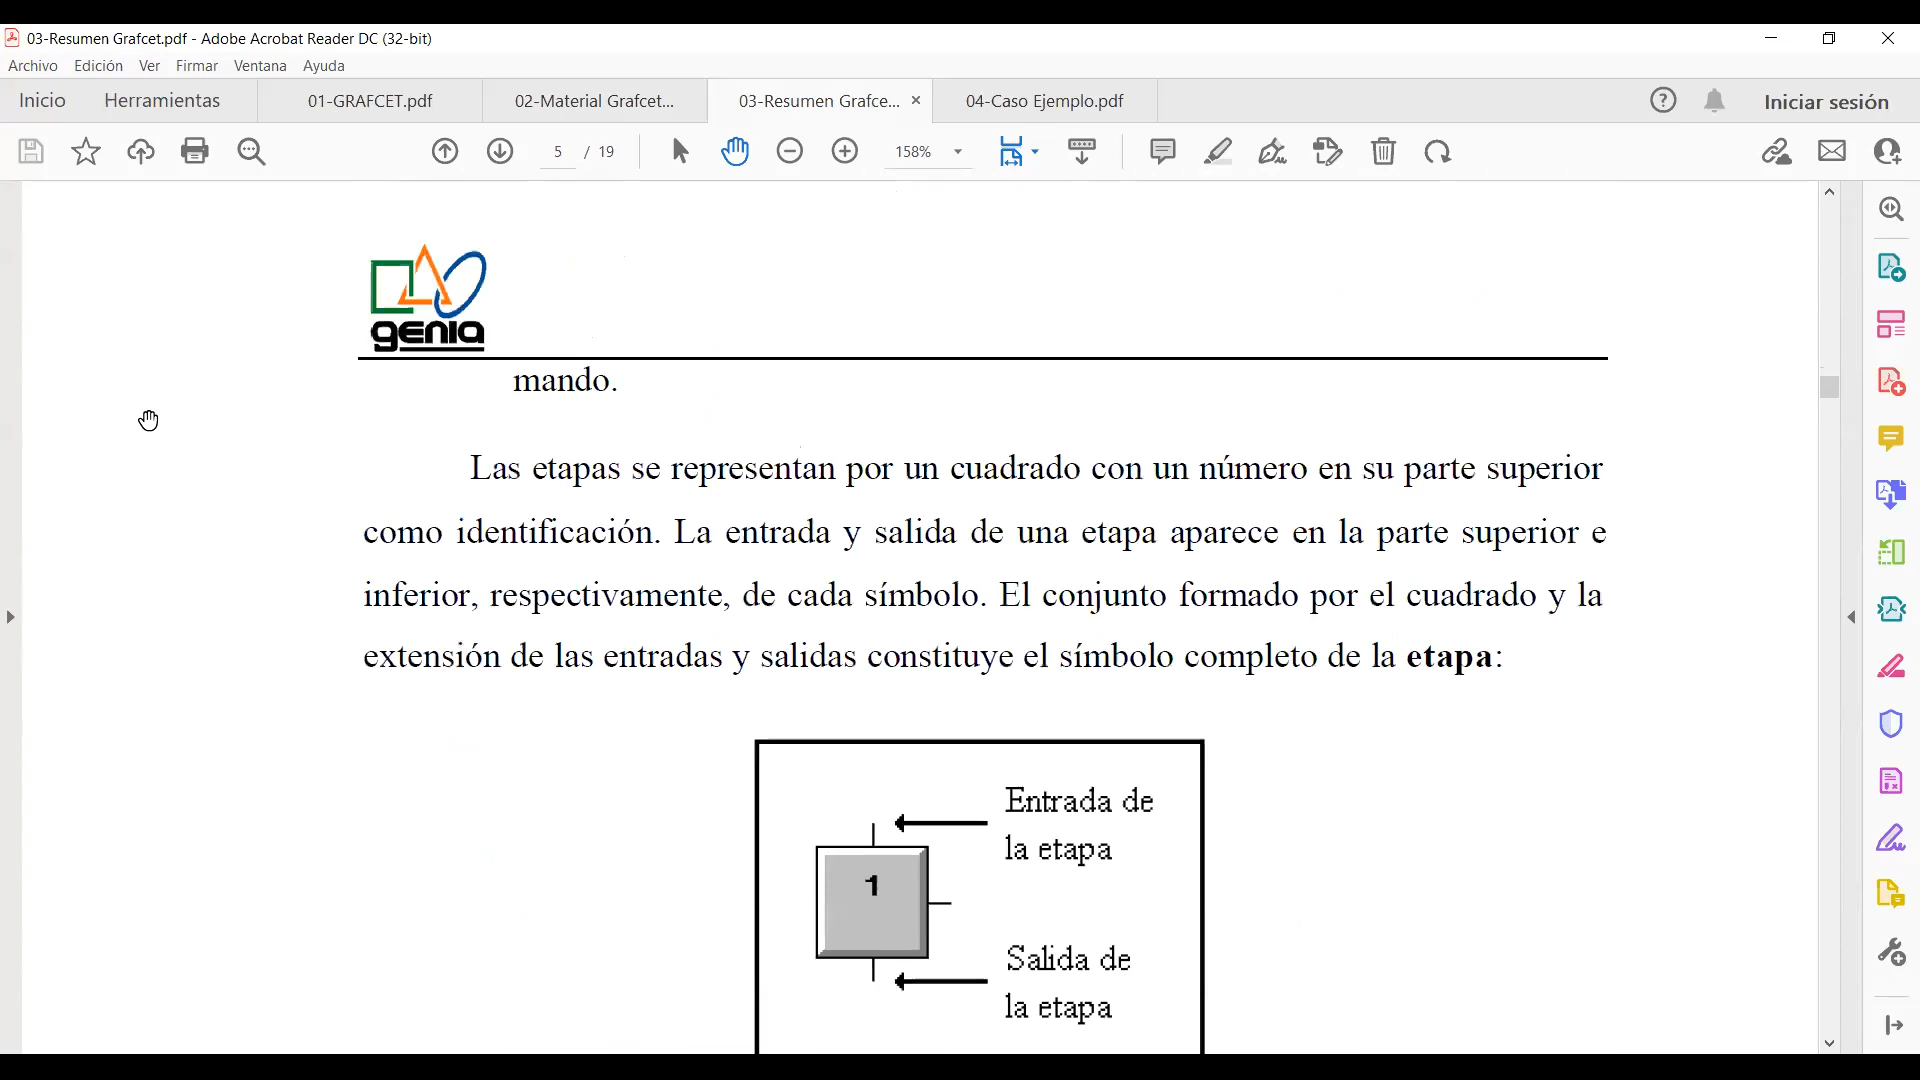 03-Resumen Grafcet.pdf - Adobe Acrobat Reader DC (32-bit)
Archivo Edición Ver Firmar Ventana Ayuda
Inicio Herramientas 01-GRAFCET.pdf 02-Material Grafcet... 03-Resumen Grafce... × 04-Caso Ejemplo.pdf Iniciar sesión
5 / 19 158%
genia
mando.
Las etapas se representan por un cuadrado con un número en su parte superior
como identificación. La entrada y salida de una etapa aparece en la parte superior e
inferior, respectivamente, de cada símbolo. El conjunto formado por el cuadrado y la
extensión de las entradas y salidas constituye el símbolo completo de la etapa:
Entrada de
la etapa
1
Salida de
la etapa